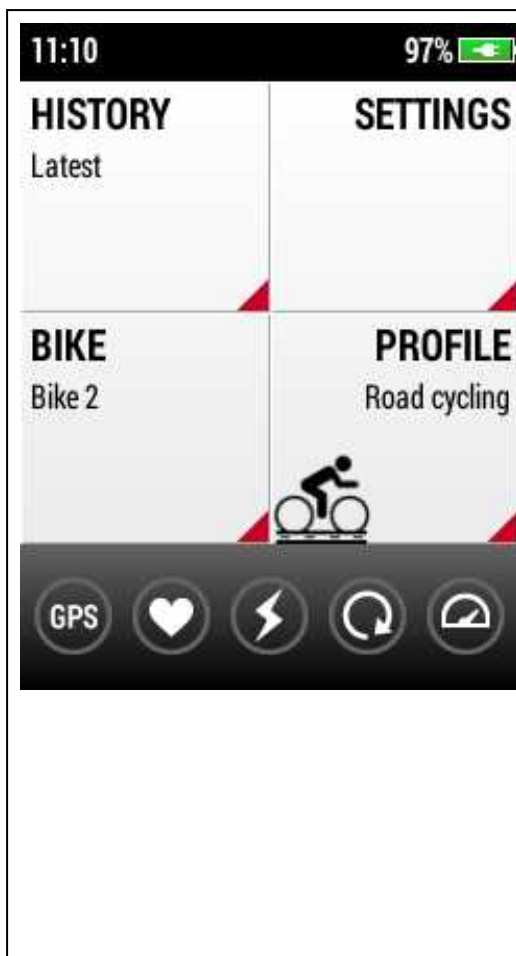 11:10 97%
HISTORY SETTINGS
Latest
BIKE PROFILE
Bike 2 Road cycling
GPS